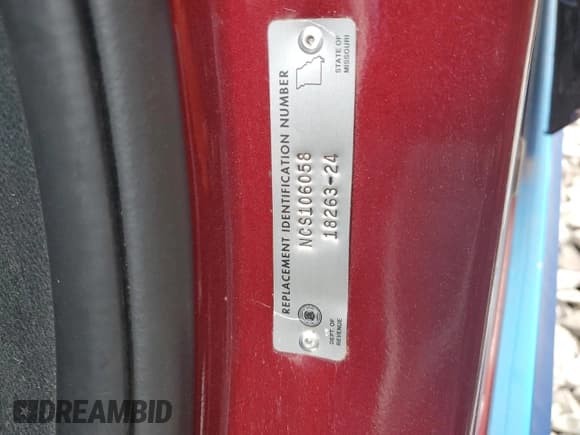 REPLACEMENT IDENTIFICATION NUMBER
NCS106058
18263-24
DEPT. OF
REVENUE
STATE OF
MISSOURI
DREAMBID